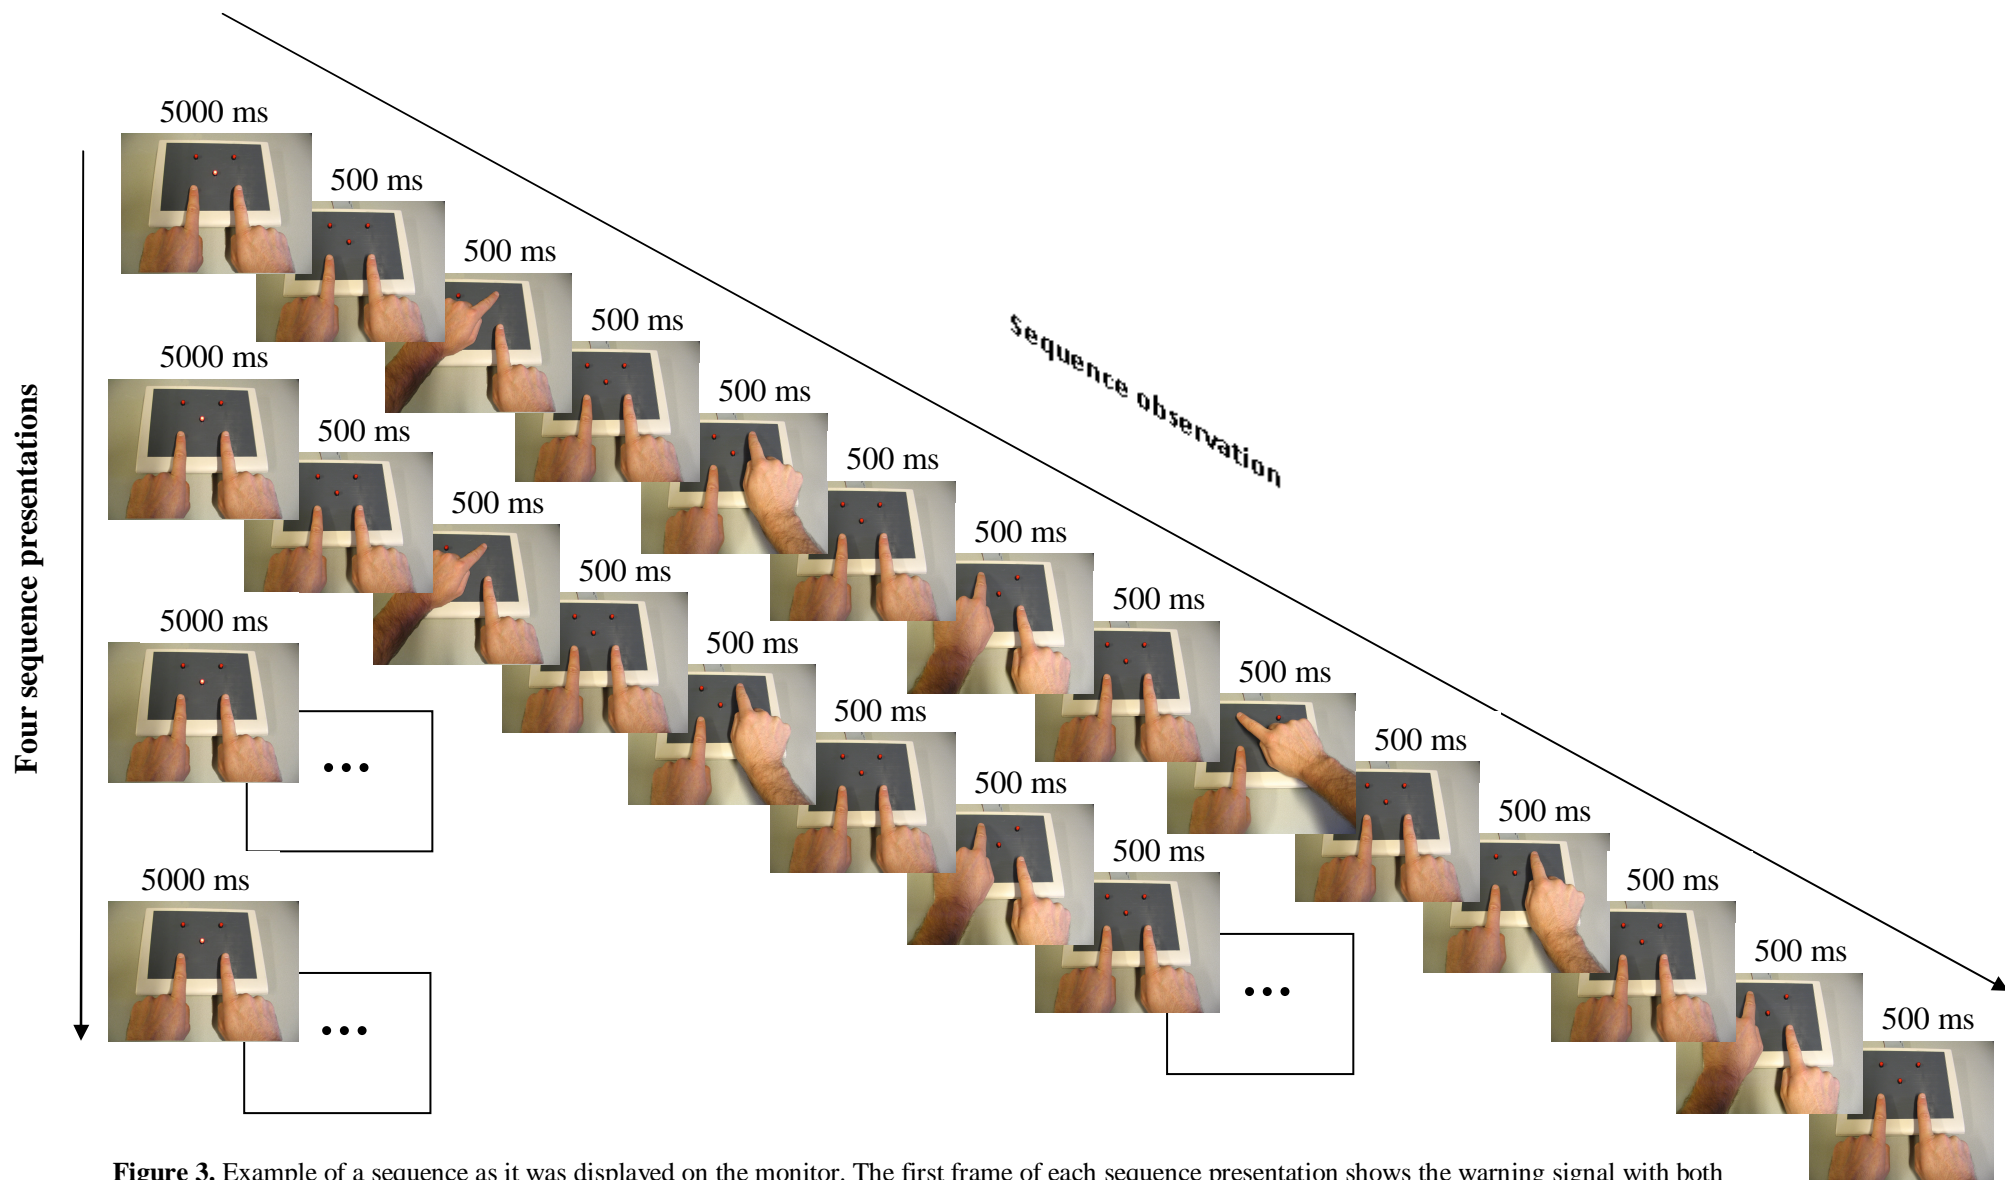 5000 ms
500 ms
500 ms
500 ms
500 ms
500 ms
500 ms
500 ms
500 ms
500 ms
500 ms
500 ms
500 ms
500 ms
sequence observation
Four sequence presentations
5000 ms
500 ms
500 ms
500 ms
500 ms
500 ms
500 ms
500 ms
•••
5000 ms
•••
5000 ms
•••
Figure 3. Example of a sequence as it was displayed on the monitor. The first frame of each sequence presentation shows the warning signal with both